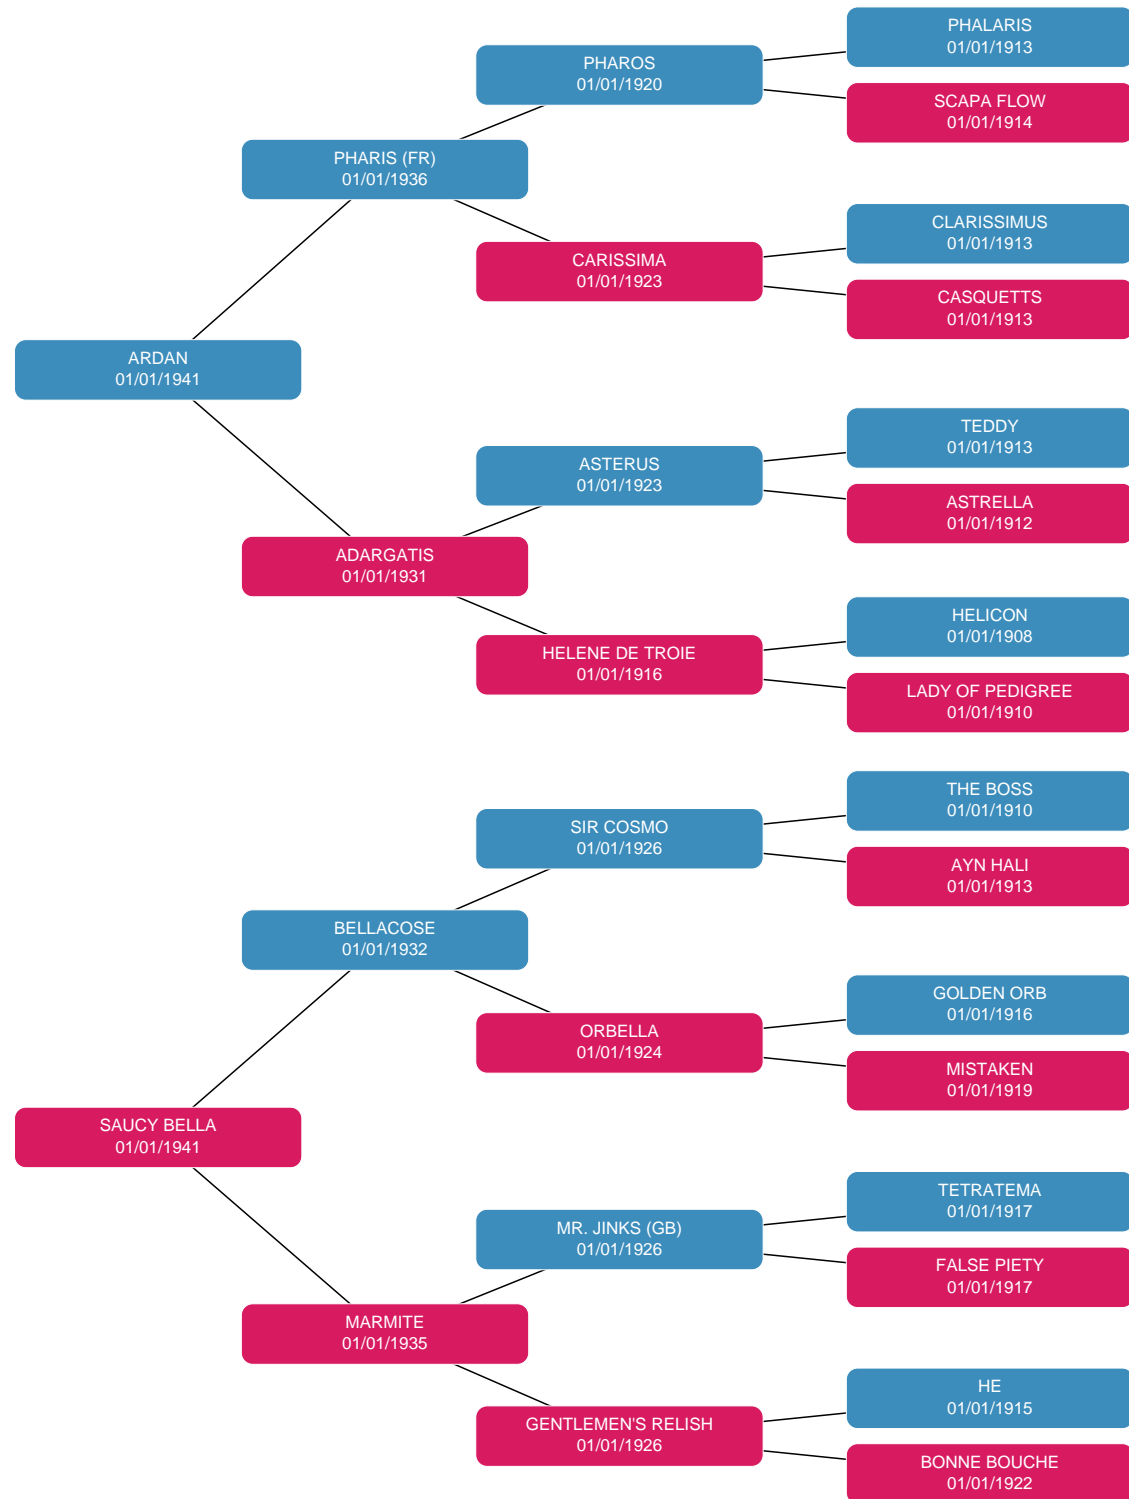 PHALARIS
01/01/1913
PHAROS
01/01/1920
SCAPA FLOW
01/01/1914
PHARIS (FR)
01/01/1936
CLARISSIMUS
01/01/1913
CARISSIMA
01/01/1923
CASQUETTS
01/01/1913
ARDAN
01/01/1941
TEDDY
01/01/1913
ASTERUS
01/01/1923
ASTRELLA
01/01/1912
ADARGATIS
01/01/1931
HELICON
01/01/1908
HELENE DE TROIE
01/01/1916
LADY OF PEDIGREE
01/01/1910
THE BOSS
01/01/1910
SIR COSMO
01/01/1926
AYN HALI
01/01/1913
BELLACOSE
01/01/1932
GOLDEN ORB
01/01/1916
ORBELLA
01/01/1924
MISTAKEN
01/01/1919
SAUCY BELLA
01/01/1941
TETRATEMA
01/01/1917
MR. JINKS (GB)
01/01/1926
FALSE PIETY
01/01/1917
MARMITE
01/01/1935
HE
01/01/1915
GENTLEMEN'S RELISH
01/01/1926
BONNE BOUCHE
01/01/1922